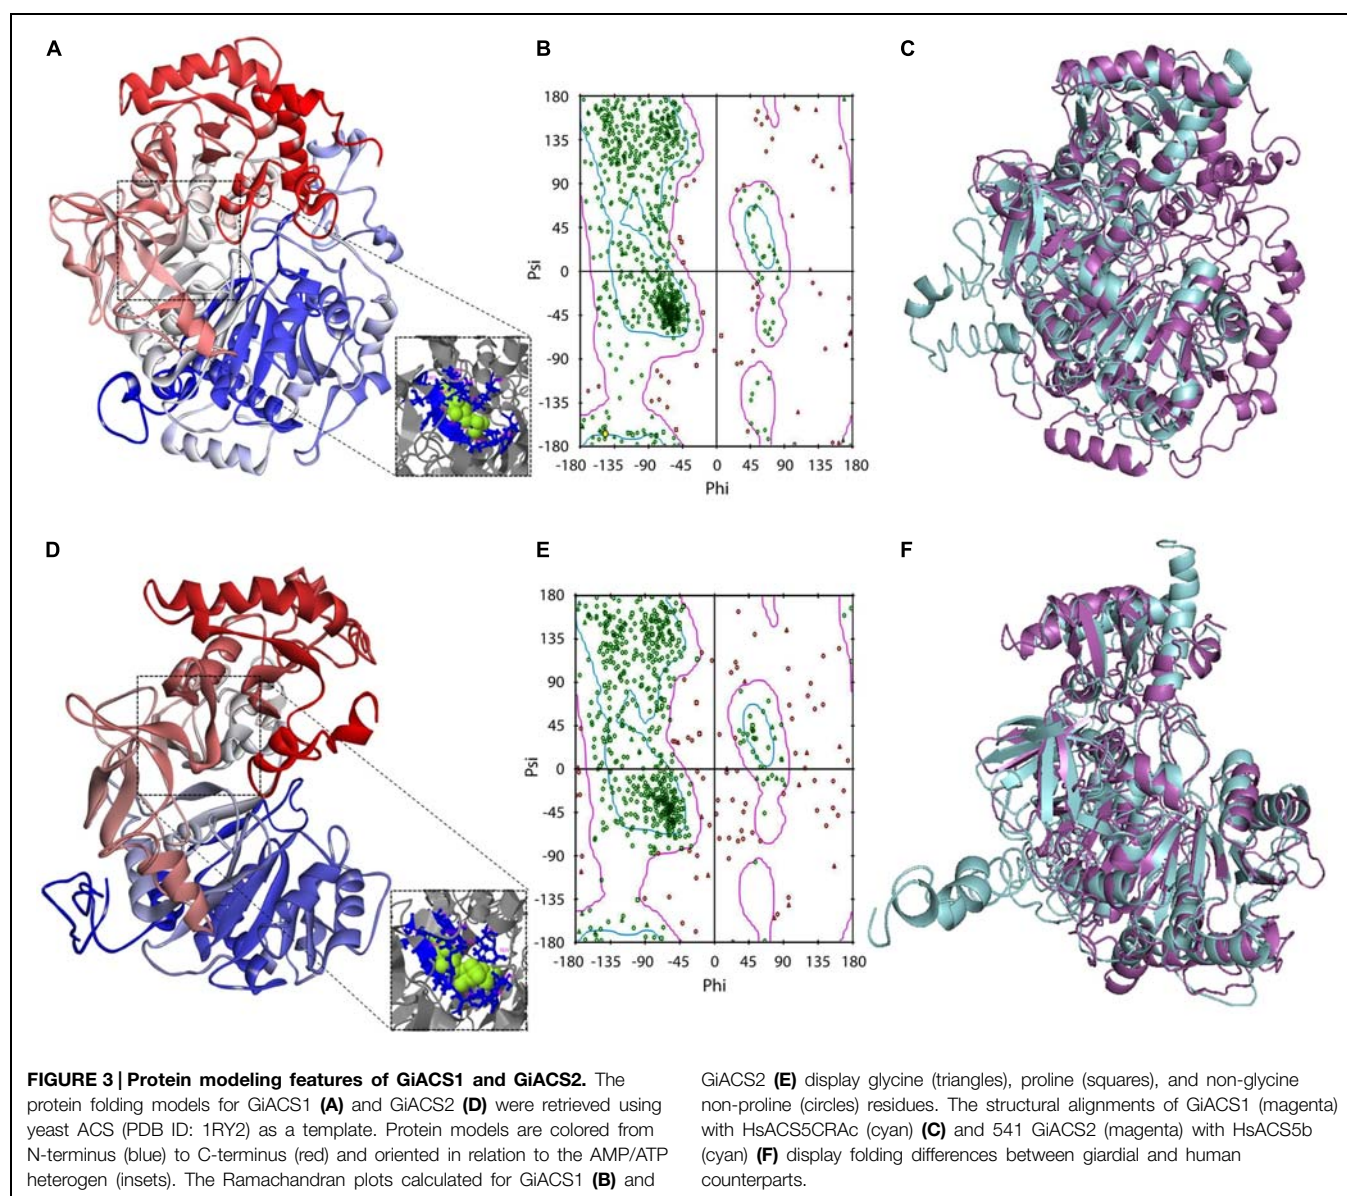 A
B
C
180
135
90
45
0
-45
-90
-135
-180
Psi
-180 -135 -90 -45 0 45 90 135 180
Phi
D
E
F
180
135
90
45
0
-45
-90
-135
-180
Psi
-180 -135 -90 -45 0 45 90 135 180
Phi
FIGURE 3 | Protein modeling features of GiACS1 and GiACS2. The
protein folding models for GiACS1 (A) and GiACS2 (D) were retrieved using
yeast ACS (PDB ID: 1RY2) as a template. Protein models are colored from
N-terminus (blue) to C-terminus (red) and oriented in relation to the AMP/ATP
heterogen (insets). The Ramachandran plots calculated for GiACS1 (B) and
GiACS2 (E) display glycine (triangles), proline (squares), and non-glycine
non-proline (circles) residues. The structural alignments of GiACS1 (magenta)
with HsACS5CRAc (cyan) (C) and 541 GiACS2 (magenta) with HsACS5b
(cyan) (F) display folding differences between giardial and human
counterparts.